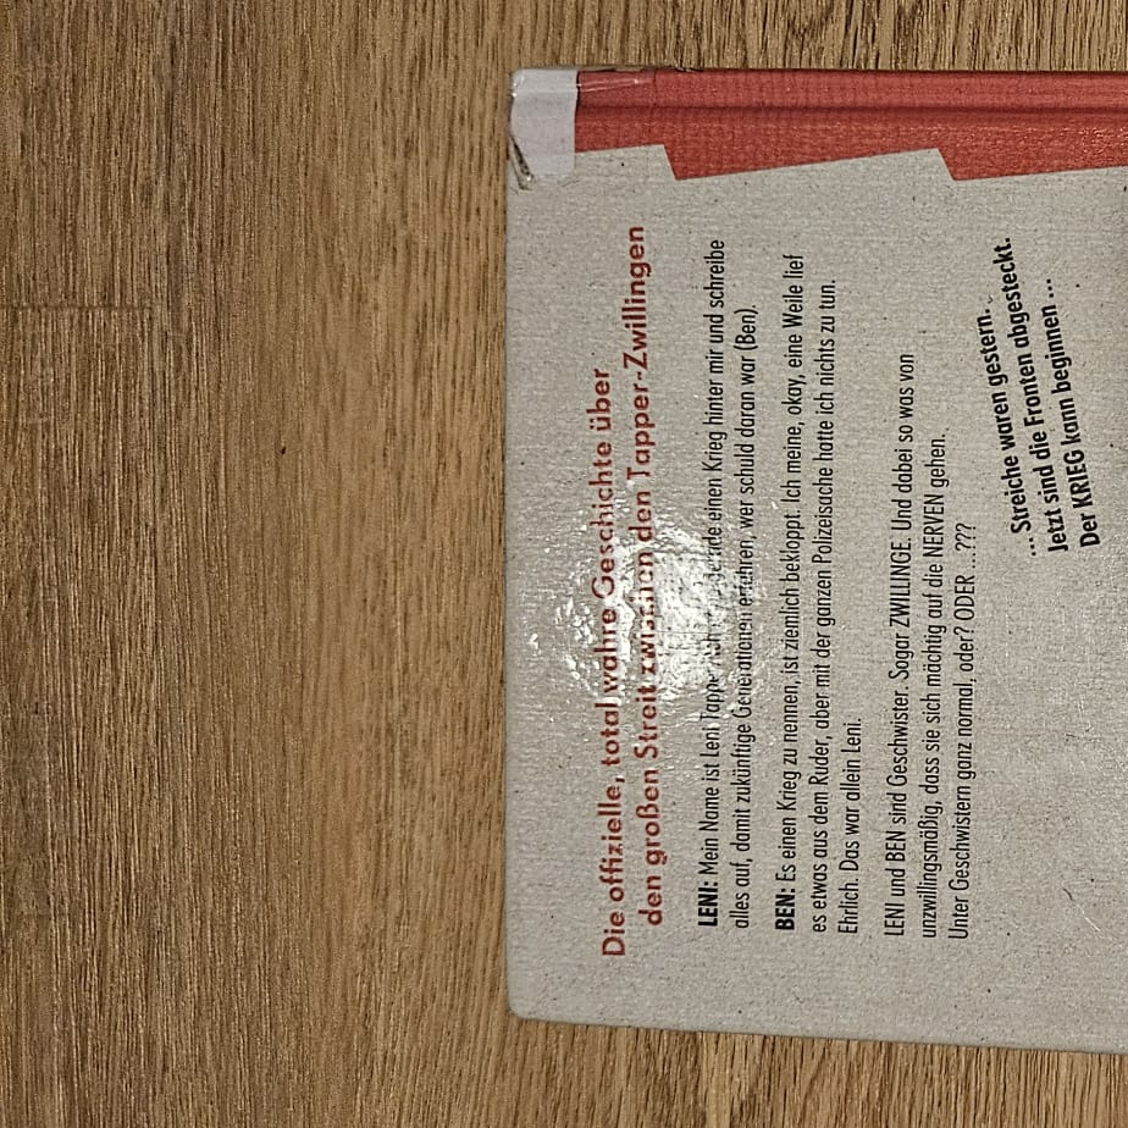 Die offizielle, total wahre Geschichte über
den großen Streit zwischen den Tapper-Zwillingen
LENI: Mein Name ist Leni Tapper einen Krieg hinter mir und schreibe
alles auf, damit zukünftige Generationen erfahren, wer schuld daran war (Ben).
BEN: Es einen Krieg zu nennen, ist ziemlich bekloppt. Ich meine, okay, eine Weile lief
es etwas aus dem Ruder, aber mit der ganzen Polizeisache hatte ich nichts zu tun.
Ehrlich. Das war allein Leni.
LENI und BEN sind Geschwister. Sogar ZWILLINGE. Und dabei so was von
unzwillingsmäßig, dass sie sich mächtig auf die NERVEN gehen.
Unter Geschwistern ganz normal, oder? ODER ...???
... Streiche waren gestern.
Jetzt sind die Fronten abgesteckt.
Der KRIEG kann beginnen ...